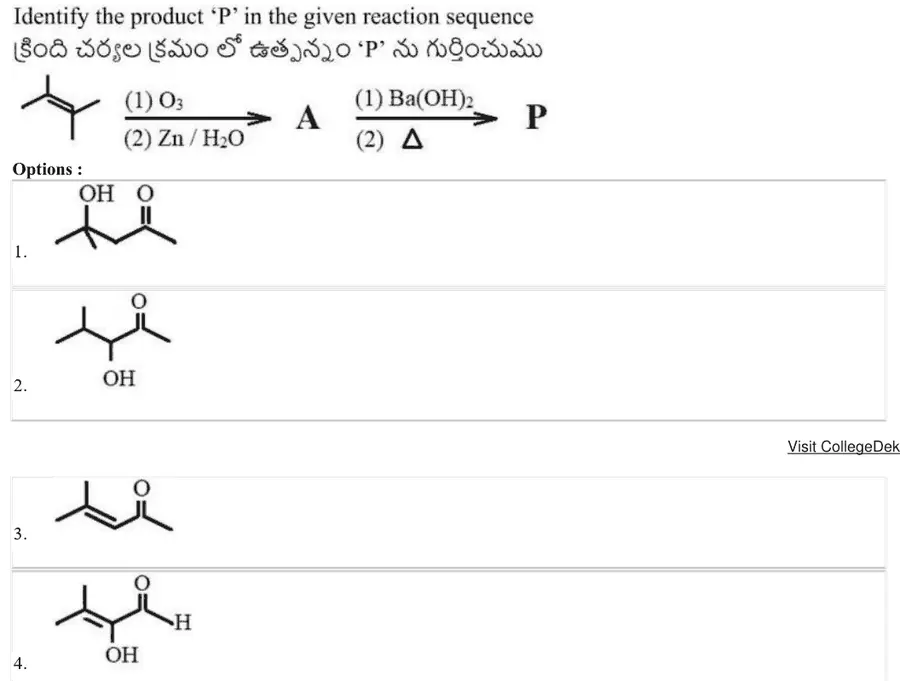 Identify the product ‘P’ in the given reaction sequence
క్రింది చర్యల క్రమం లో ఉత్పన్నం ‘P’ ను గుర్తించుము
(1) O3 (1) Ba(OH)2
A P
(2) Zn / H2O (2) Δ
Options :
OH O
1.
O
OH
2.
Visit CollegeDek
O
3.
O
H
OH
4.